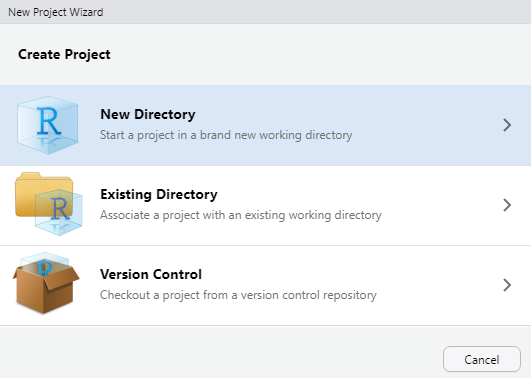 New Project Wizard
Create Project
R
New Directory
Start a project in a brand new working directory
R
Existing Directory
Associate a project with an existing working directory
R
Version Control
Checkout a project from a version control repository
Cancel